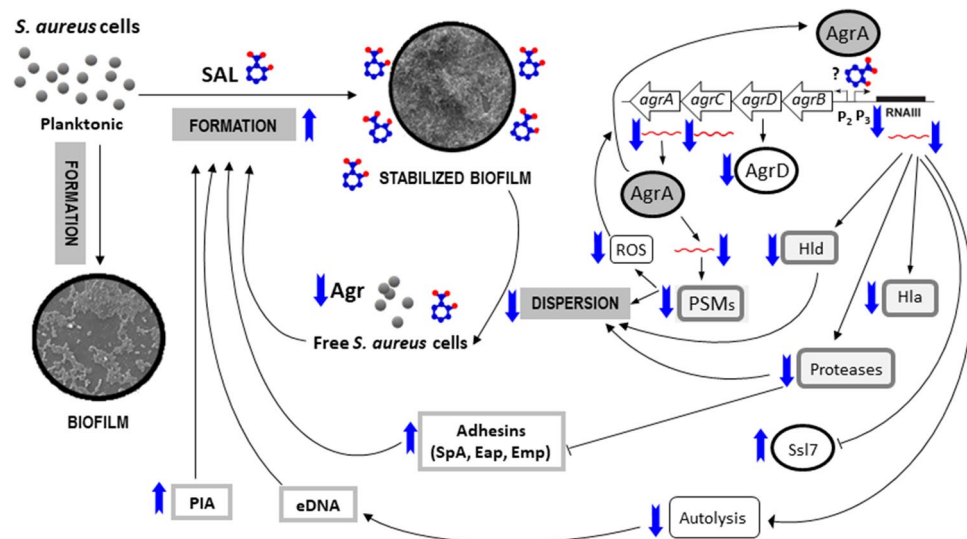 S. aureus cells
Planktonic
SAL
FORMATION
FORMATION
BIOFILM
STABILIZED BIOFILM
Agr
Free S. aureus cells
AgrA
?
agrA
agrC
agrD
agrB
P2
P3
RNAIII
AgrA
AgrD
ROS
PSMs
DISPERSION
Hld
Hla
Proteases
Adhesins
(SpA, Eap, Emp)
Ssl7
PIA
eDNA
Autolysis